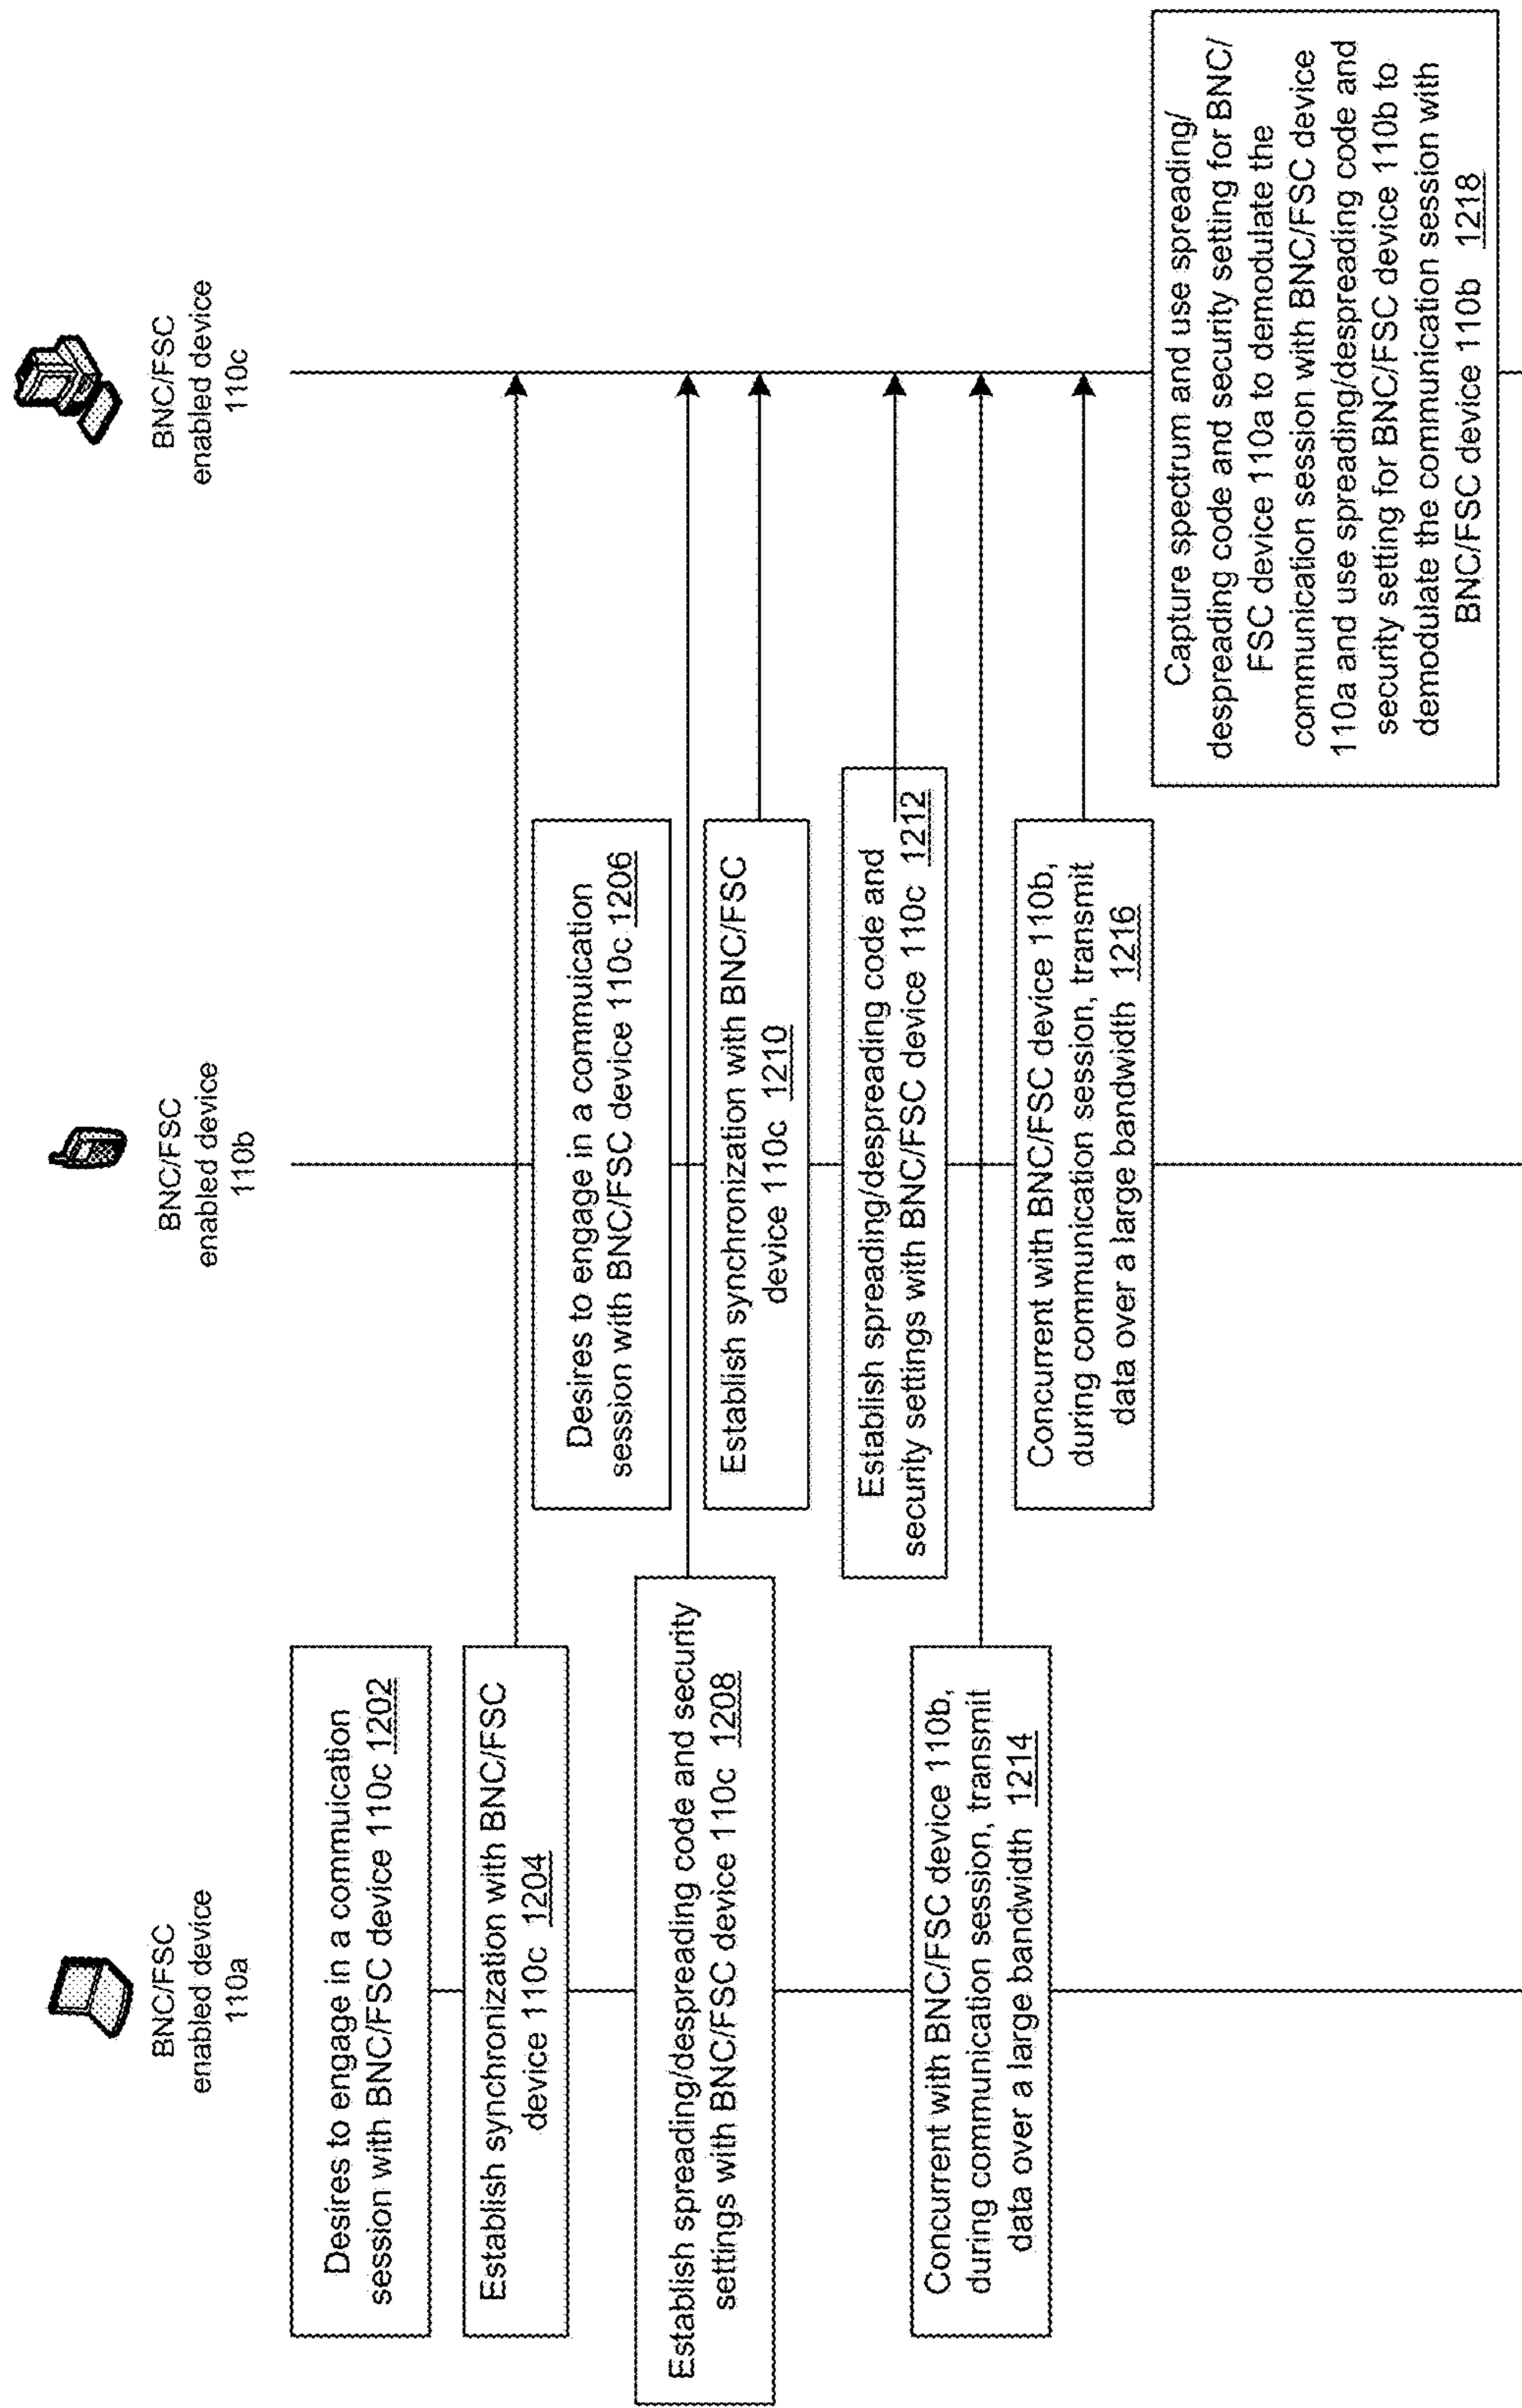 BNC/FSC
enabled device
110a
BNC/FSC
enabled device
110b
BNC/FSC
enabled device
110c
Desires to engage in a commuication
session with BNC/FSC device 110c 1202
Establish synchronization with BNC/FSC
device 110c 1204
Desires to engage in a commuication
session with BNC/FSC device 110c 1206
Establish spreading/despreading code and security
settings with BNC/FSC device 110c 1208
Establish synchronization with BNC/FSC
device 110c 1210
Establish spreading/despreading code and
security settings with BNC/FSC device 110c 1212
Concurrent with BNC/FSC device 110b,
during communication session, transmit
data over a large bandwidth 1214
Concurrent with BNC/FSC device 110b,
during communication session, transmit
data over a large bandwidth 1216
Capture spectrum and use spreading/
despreading code and security setting for BNC/
FSC device 110a to demodulate the
communication session with BNC/FSC device
110a and use spreading/despreading code and
security setting for BNC/FSC device 110b to
demodulate the communication session with
BNC/FSC device 110b 1218